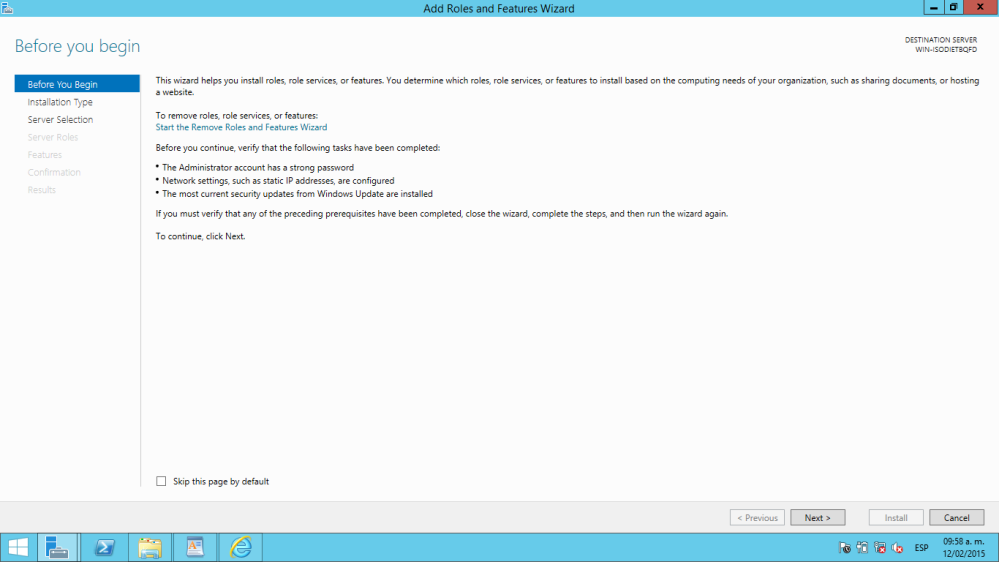 Add Roles and Features Wizard
Before you begin
DESTINATION SERVER
WIN-ISODIETBQFD
Before You Begin
Installation Type
Server Selection
Server Roles
Features
Confirmation
Results
This wizard helps you install roles, role services, or features. You determine which roles, role services, or features to install based on the computing needs of your organization, such as sharing documents, or hosting
a website.
To remove roles, role services, or features:
Start the Remove Roles and Features Wizard
Before you continue, verify that the following tasks have been completed:
• The Administrator account has a strong password
• Network settings, such as static IP addresses, are configured
• The most current security updates from Windows Update are installed
If you must verify that any of the preceding prerequisites have been completed, close the wizard, complete the steps, and then run the wizard again.
To continue, click Next.
Skip this page by default
< Previous
Next >
Install
Cancel
ESP
09:58 a. m.
12/02/2015